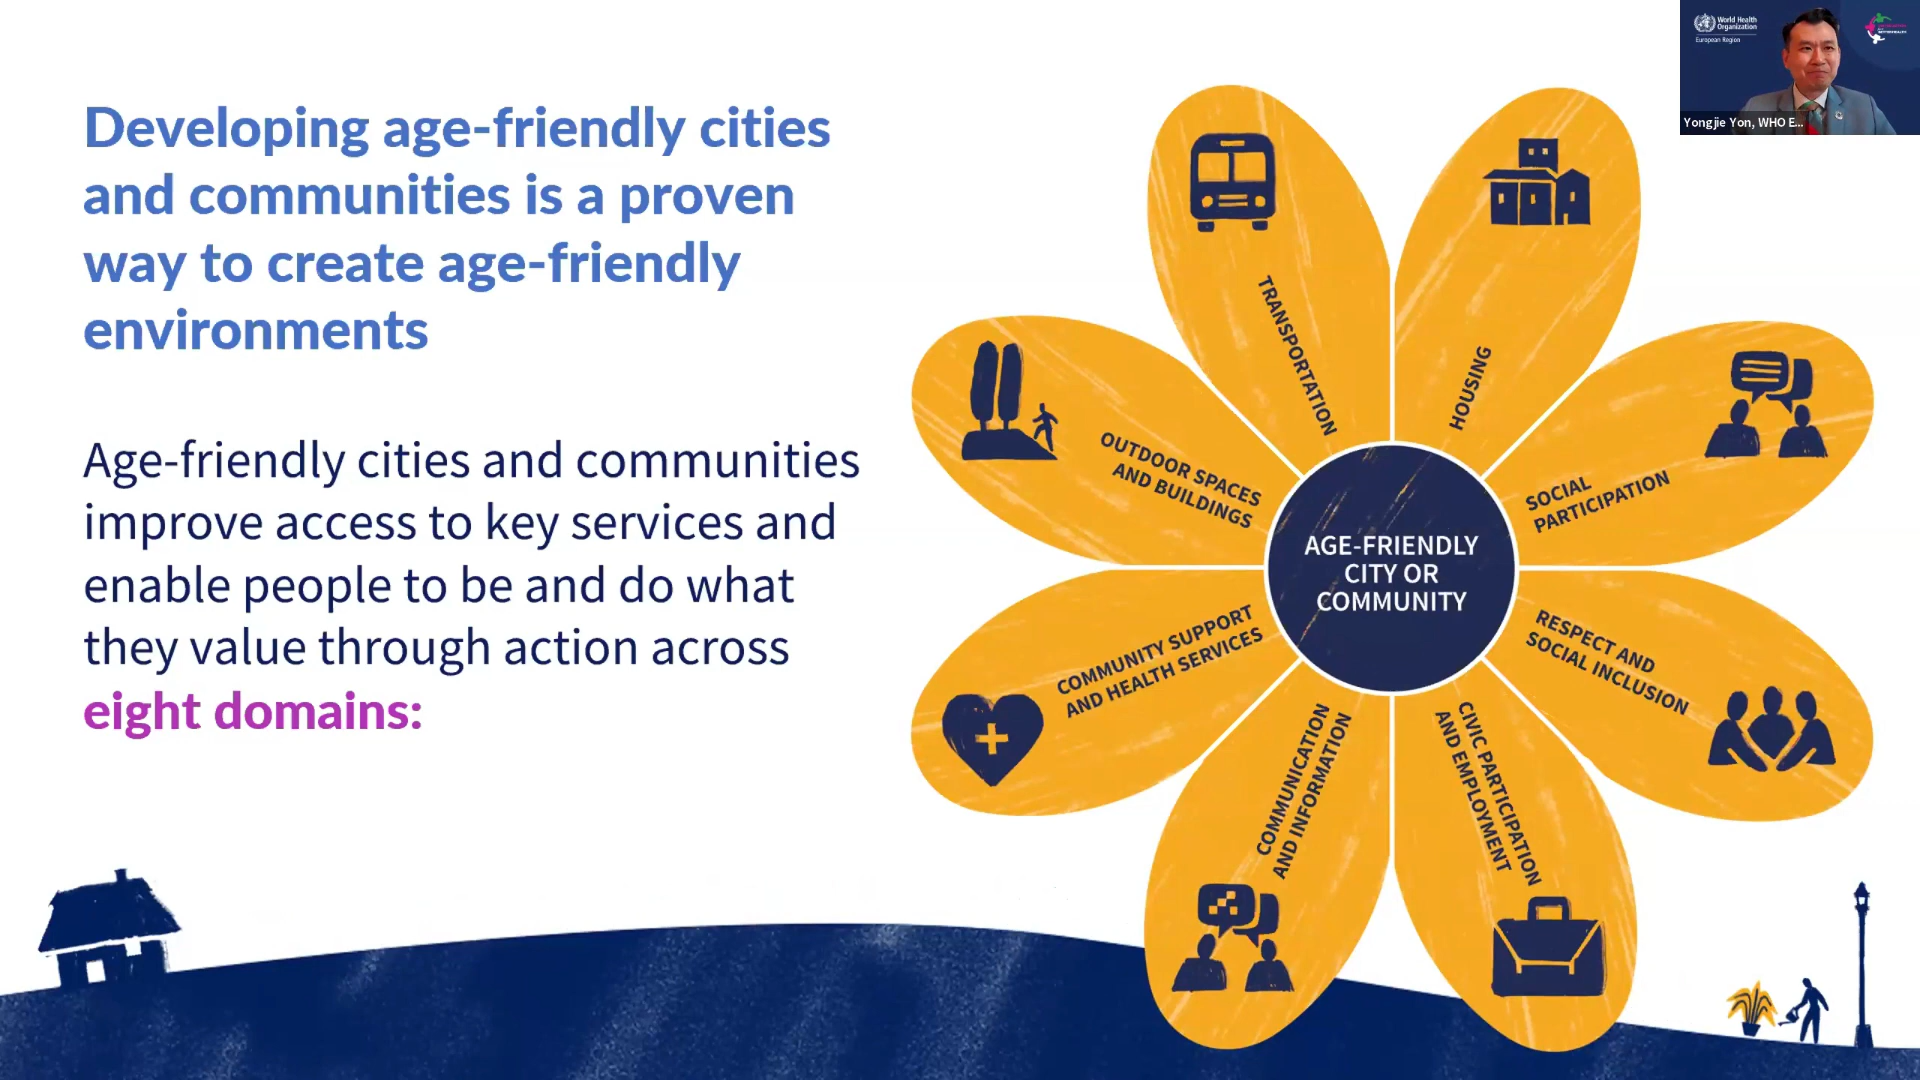 Developing age-friendly cities
and communities is a proven
way to create age-friendly
environments
Age-friendly cities and communities
improve access to key services and
enable people to be and do what
they value through action across
eight domains:
TRANSPORTATION
HOUSING
OUTDOOR SPACES
AND BUILDINGS
SOCIAL
PARTICIPATION
AGE-FRIENDLY
CITY OR
COMMUNITY
COMMUNITY SUPPORT
AND HEALTH SERVICES
RESPECT AND
SOCIAL INCLUSION
COMMUNICATION
AND INFORMATION
CIVIC PARTICIPATION
AND EMPLOYMENT
World Health
Organization
European Region
Yongjie Yon, WHO E...